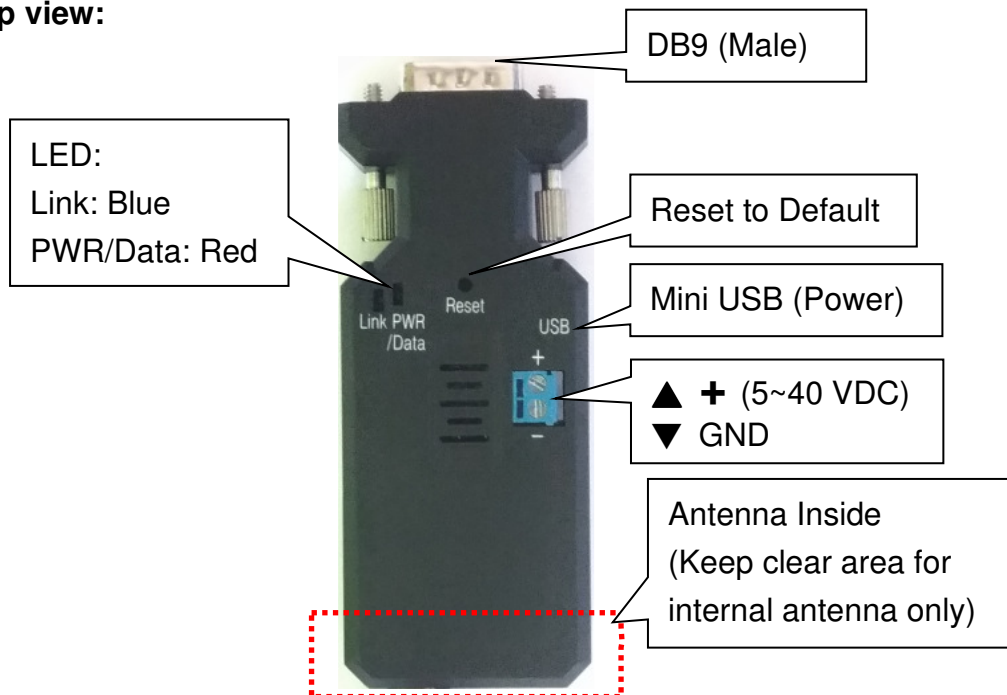 p view:
DB9 (Male)
LED:
Link: Blue
PWR/Data: Red
Reset to Default
Reset
Mini USB (Power)
Link PWR
/Data
USB
+
▲ + (5~40 VDC)
▼ GND
−
Antenna Inside
(Keep clear area for
internal antenna only)